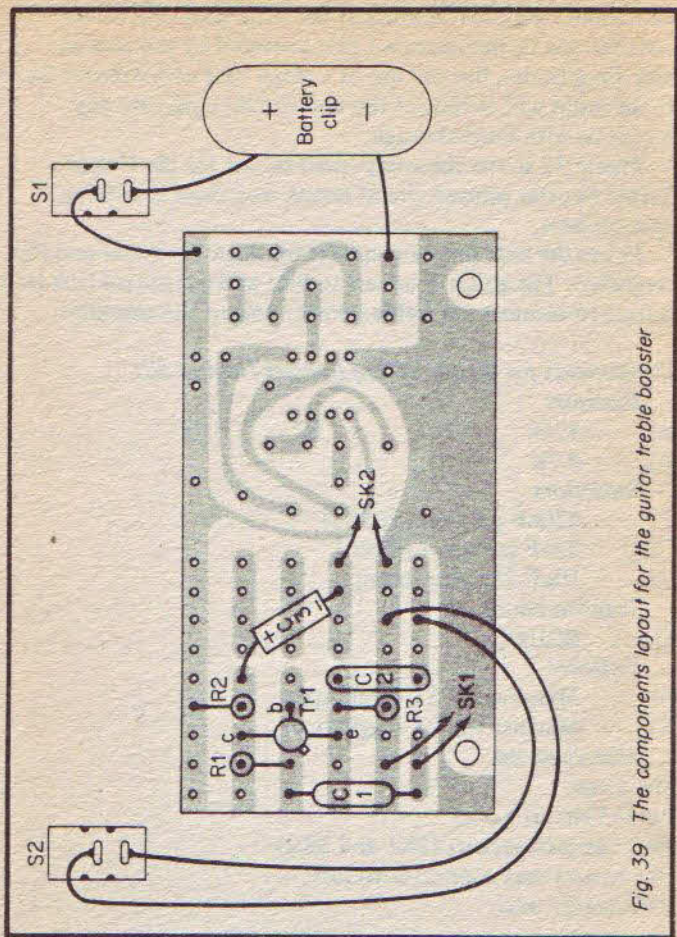 S1
+
Battery
clip
−
S2
R1
c
R2
b
Tr1
e
+
C3
−
C
1
C
2
R3
SK2
SK1
Fig. 39 The components layout for the guitar treble booster